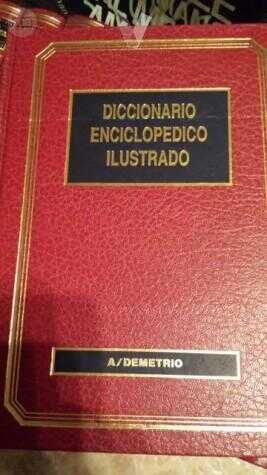 DICCIONARIO
ENCICLOPEDICO
ILUSTRADO
A/DEMETRIO